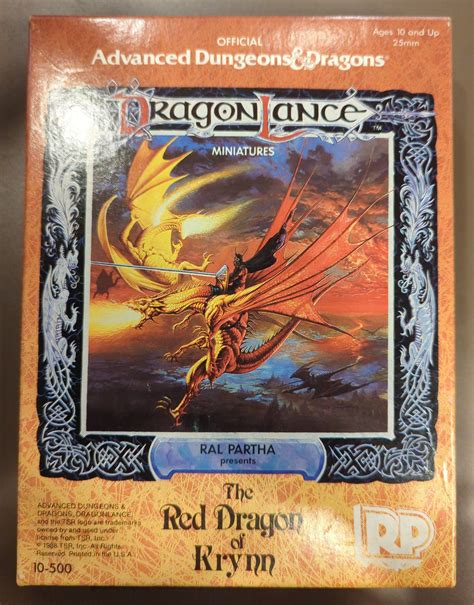 OFFICIAL
Advanced Dungeons & Dragons®
Ages 10 and Up
25mm
DRAGONLANCE
™
MINIATURES
RAL PARTHA
presents
The
Red Dragon
of
Krynn
ADVANCED DUNGEONS &
DRAGONS, DRAGONLANCE,
and the TSR logo are trademarks
owned by and used under
license from TSR, Inc.
©1988 TSR, Inc. All Rights
Reserved. Printed in the U.S.A.
10-500
RP